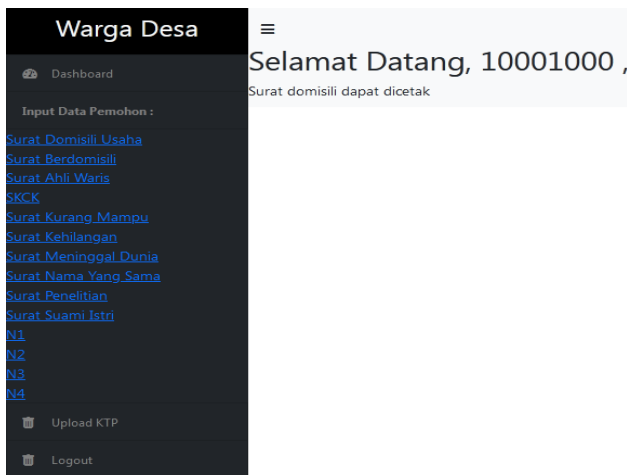 Warga Desa
Dashboard
Input Data Pemohon :
Surat Domisili Usaha
Surat Berdomisili
Surat Ahli Waris
SKCK
Surat Kurang Mampu
Surat Kehilangan
Surat Meninggal Dunia
Surat Nama Yang Sama
Surat Penelitian
Surat Suami Istri
N1
N2
N3
N4
Upload KTP
Logout
Selamat Datang, 10001000 ,
Surat domisili dapat dicetak